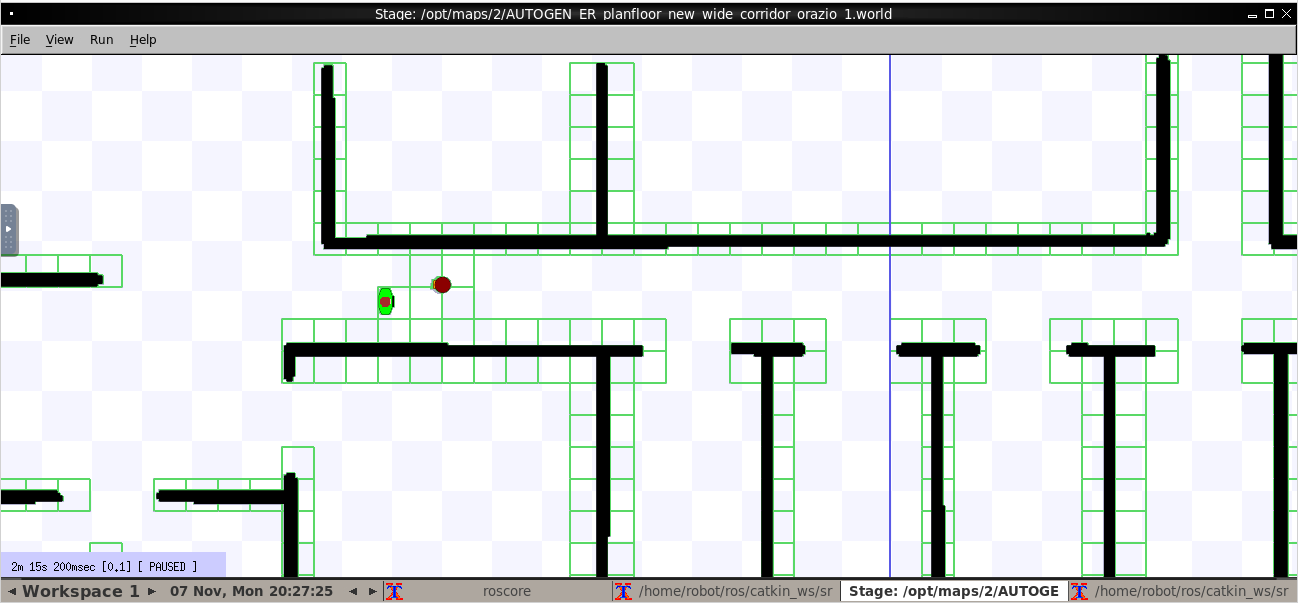 Stage: /opt/maps/2/AUTOGEN_ER_planfloor_new_wide_corridor_orazio_1.world
File View Run Help
2m 15s 200msec [0.1] [ PAUSED ]
Workspace 1 07 Nov, Mon 20:27:25 roscore /home/robot/ros/catkin_ws/sr Stage: /opt/maps/2/AUTOGE /home/robot/ros/catkin_ws/sr